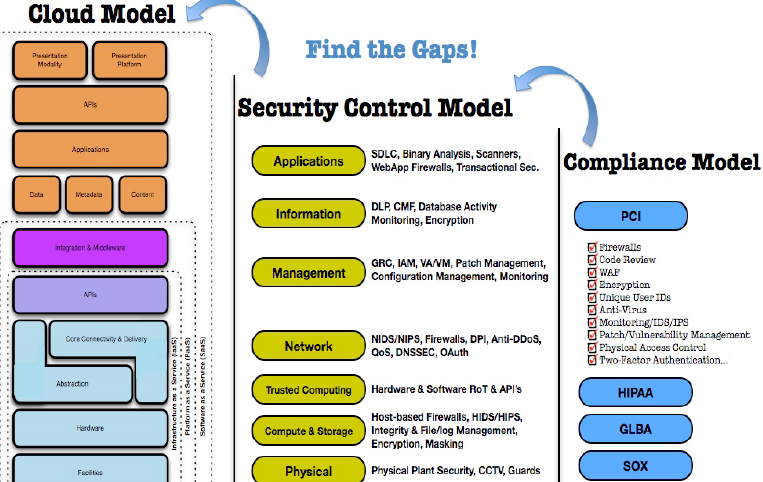 Cloud Model
Find the Gaps!
Presentation
Modality
Presentation
Platform
APIs
Applications
Data
Metadata
Content
Integration & Middleware
APIs
Core Connectivity & Delivery
Abstraction
Hardware
Facilities
Infrastructure as a Service (IaaS)
Platform as a Service (PaaS)
Software as a Service (SaaS)
Security Control Model
Applications
SDLC, Binary Analysis, Scanners,
WebApp Firewalls, Transactional Sec.
Information
DLP, CMF, Database Activity
Monitoring, Encryption
Management
GRC, IAM, VA/VM, Patch Management,
Configuration Management, Monitoring
Network
NIDS/NIPS, Firewalls, DPI, Anti-DDoS,
QoS, DNSSEC, OAuth
Trusted Computing
Hardware & Software RoT & API's
Compute & Storage
Host-based Firewalls, HIDS/HIPS,
Integrity & File/log Management,
Encryption, Masking
Physical
Physical Plant Security, CCTV, Guards
Compliance Model
PCI
Firewalls
Code Review
WAF
Encryption
Unique User IDs
Anti-Virus
Monitoring/IDS/IPS
Patch/Vulnerability Management
Physical Access Control
Two-Factor Authentication...
HIPAA
GLBA
SOX